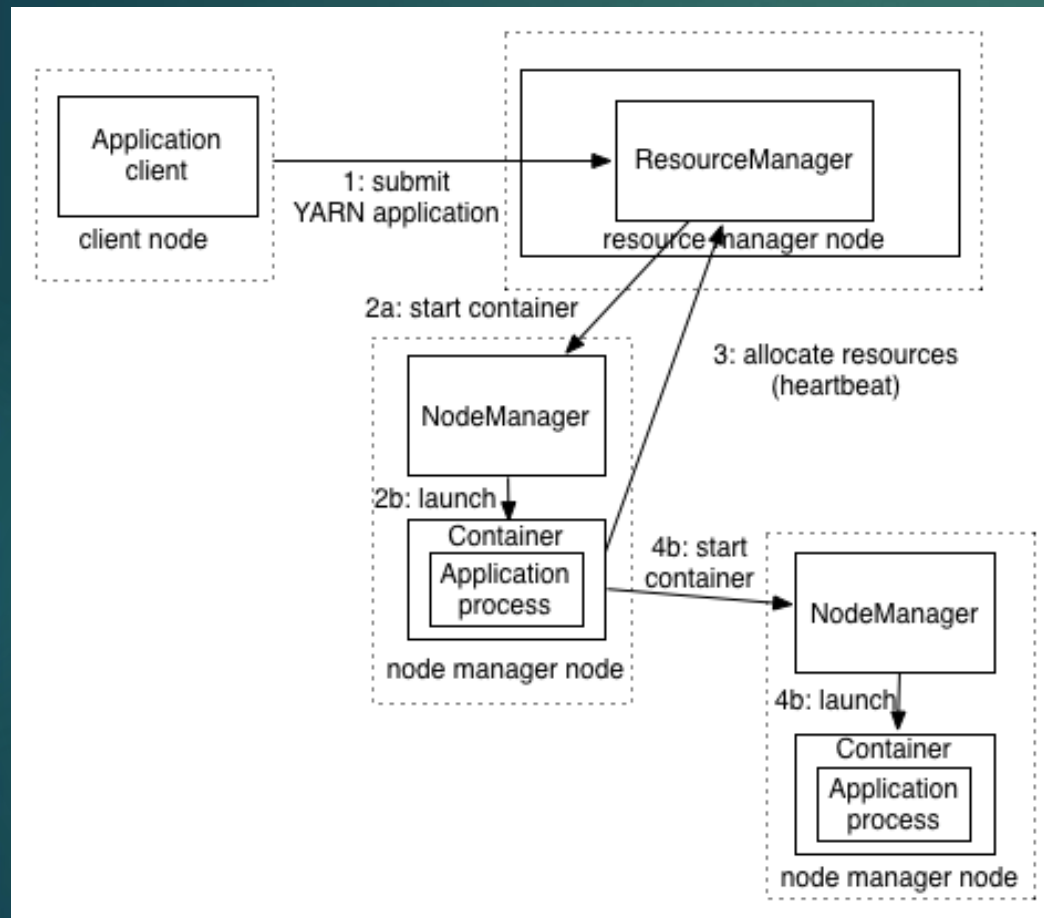 Application
client
client node
1: submit
YARN application
ResourceManager
resource manager node
2a: start container
3: allocate resources
(heartbeat)
NodeManager
2b: launch
Container
Application
process
node manager node
4b: start
container
NodeManager
4b: launch
Container
Application
process
node manager node